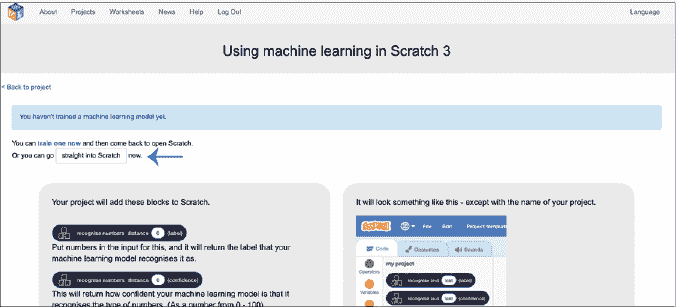 About Projects Worksheets News Help Log Out Language
Using machine learning in Scratch 3
< Back to project
You haven't trained a machine learning model yet.
You can train one now and then come back to open Scratch.
Or you can go straight into Scratch now.
Your project will add these blocks to Scratch.
recognise numbers distance 6 (label)
Put numbers in the input for this, and it will return the label that your
machine learning model recognises it as.
recognise numbers distance 6 (confidence)
This will return how confident your machine learning model is that it
recognises the type of numbers. (As a number from 0 - 100).
It will look something like this - except with the name of your project.
File Edit Project templates
Code Costumes Sounds
my project
Operators
recognise text text (label)
Variables
recognise text text (confidence)